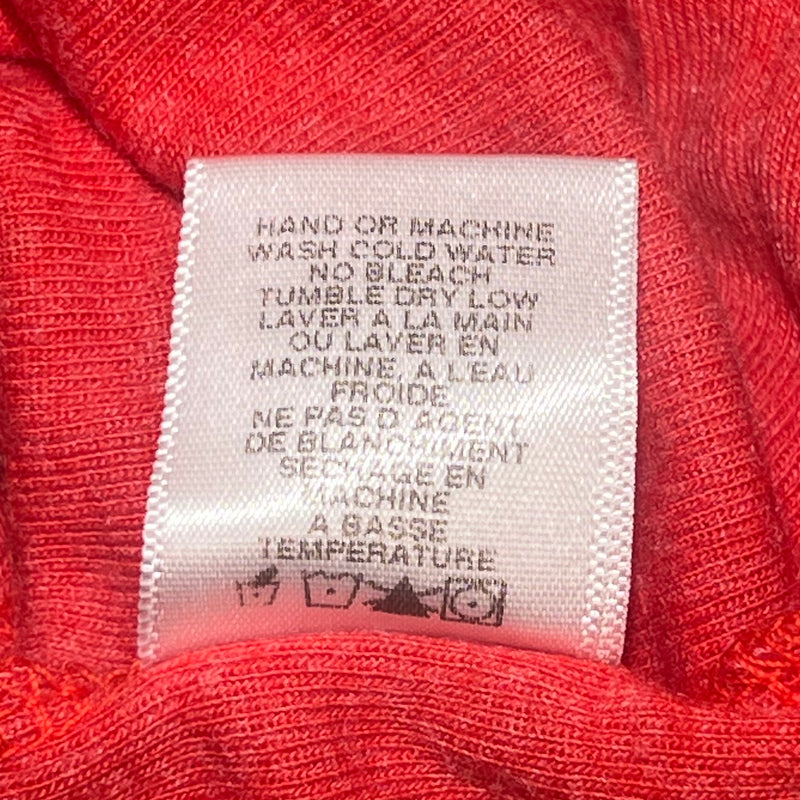 HAND OR MACHINE
WASH COLD WATER
NO BLEACH
TUMBLE DRY LOW
LAVER A LA MAIN
OU LAVER EN
MACHINE, A L'EAU
FROIDE
NE PAS D' AGENT
DE BLANCHIMENT
SECHAGE EN
MACHINE
A BASSE
TEMPERATURE